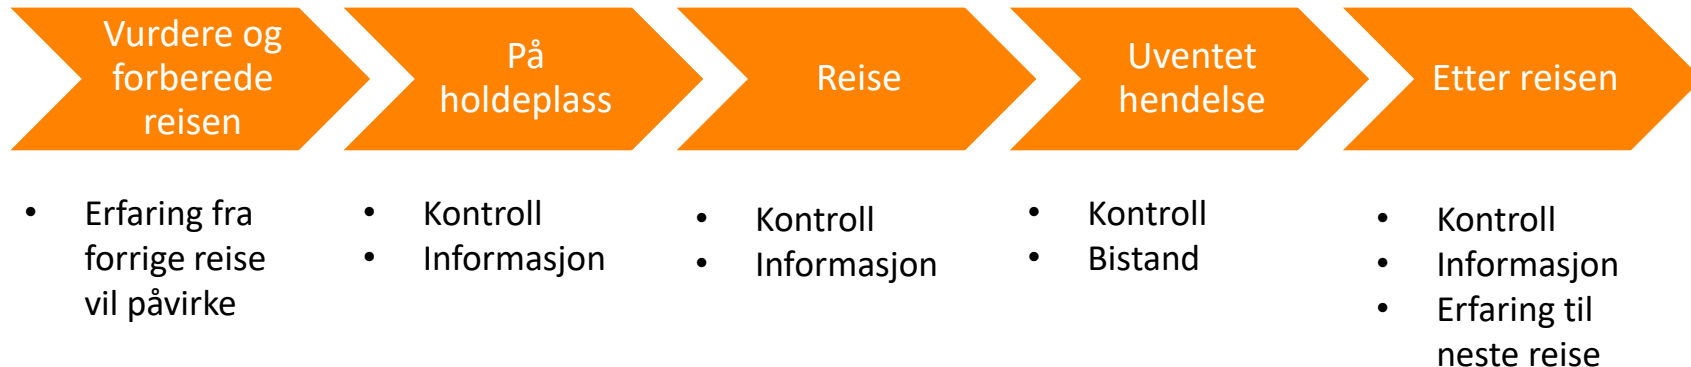 Vurdere og
forberede
reisen
På
holdeplass
Reise
Uventet
hendelse
Etter reisen
• Erfaring fra
forrige reise
vil påvirke
• Kontroll
• Informasjon
• Kontroll
• Informasjon
• Kontroll
• Bistand
• Kontroll
• Informasjon
• Erfaring til
neste reise